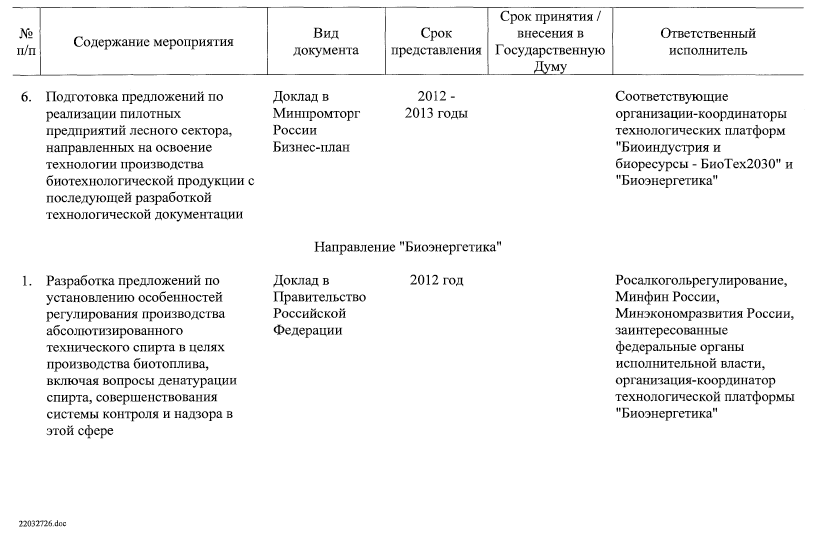 № п/п
Содержание мероприятия
Вид документа
Срок представления
Срок принятия / внесения в Государственную Думу
Ответственный исполнитель
6.
Подготовка предложений по
реализации пилотных
предприятий лесного сектора,
направленных на освоение
технологии производства
биотехнологической продукции с
последующей разработкой
технологической документации
Доклад в
Минпромторг
России
Бизнес-план
2012 -
2013 годы
Соответствующие
организации-координаторы
технологических платформ
"Биоиндустрия и
биоресурсы - БиоТех2030" и
"Биоэнергетика"
Направление "Биоэнергетика"
1.
Разработка предложений по
установлению особенностей
регулирования производства
абсолютизированного
технического спирта в целях
производства биотоплива,
включая вопросы денатурации
спирта, совершенствования
системы контроля и надзора в
этой сфере
Доклад в
Правительство
Российской
Федерации
2012 год
Росалкогольрегулирование,
Минфин России,
Минэкономразвития России,
заинтересованные
федеральные органы
исполнительной власти,
организация-координатор
технологической платформы
"Биоэнергетика"
22032726.doc